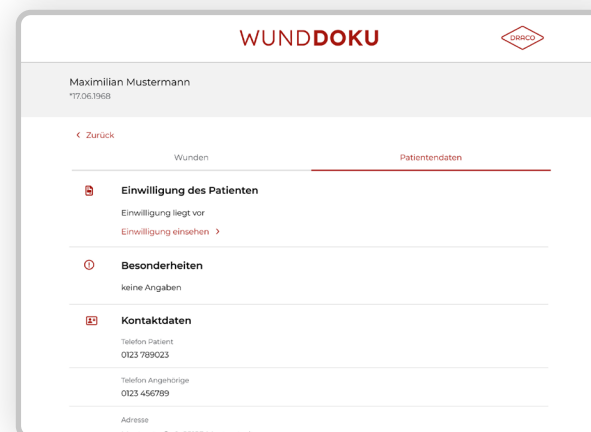 WUNDDOKU
DRACO
Maximilian Mustermann
*17.06.1968
Zurück
Wunden
Patientendaten
Einwilligung des Patienten
Einwilligung liegt vor
Einwilligung einsehen
Besonderheiten
keine Angaben
Kontaktdaten
Telefon Patient
0123 789023
Telefon Angehörige
0123 456789
Adresse